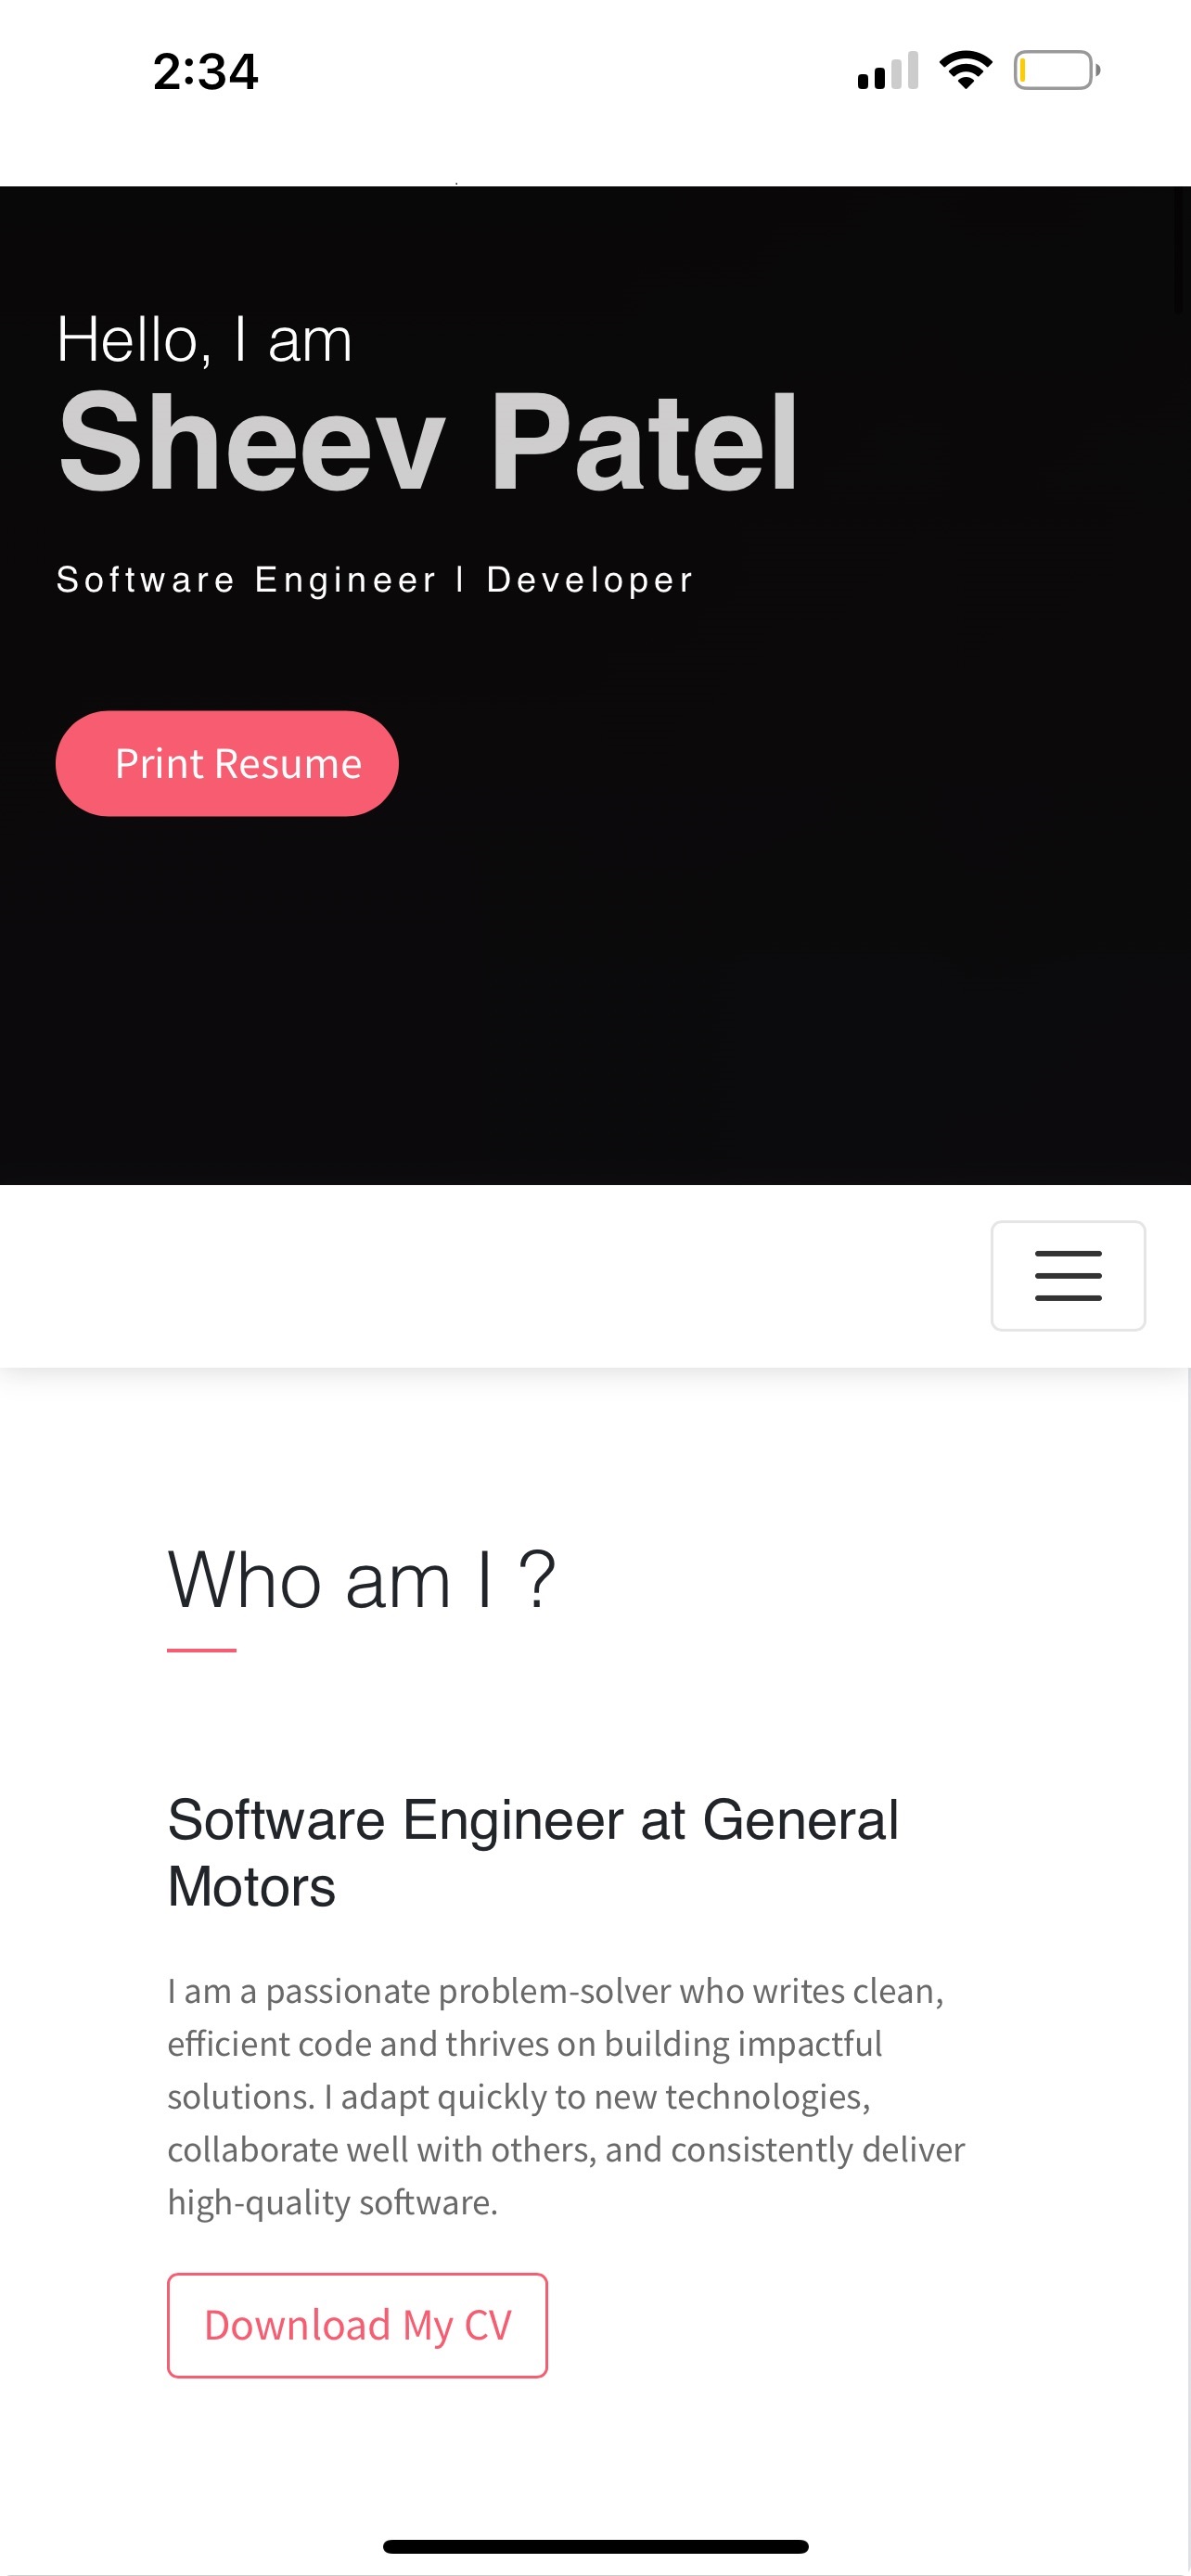 2:34
Hello, I am
Sheev Patel
Software Engineer | Developer
Print Resume
Who am I ?
Software Engineer at General
Motors
I am a passionate problem-solver who writes clean,
efficient code and thrives on building impactful
solutions. I adapt quickly to new technologies,
collaborate well with others, and consistently deliver
high-quality software.
Download My CV